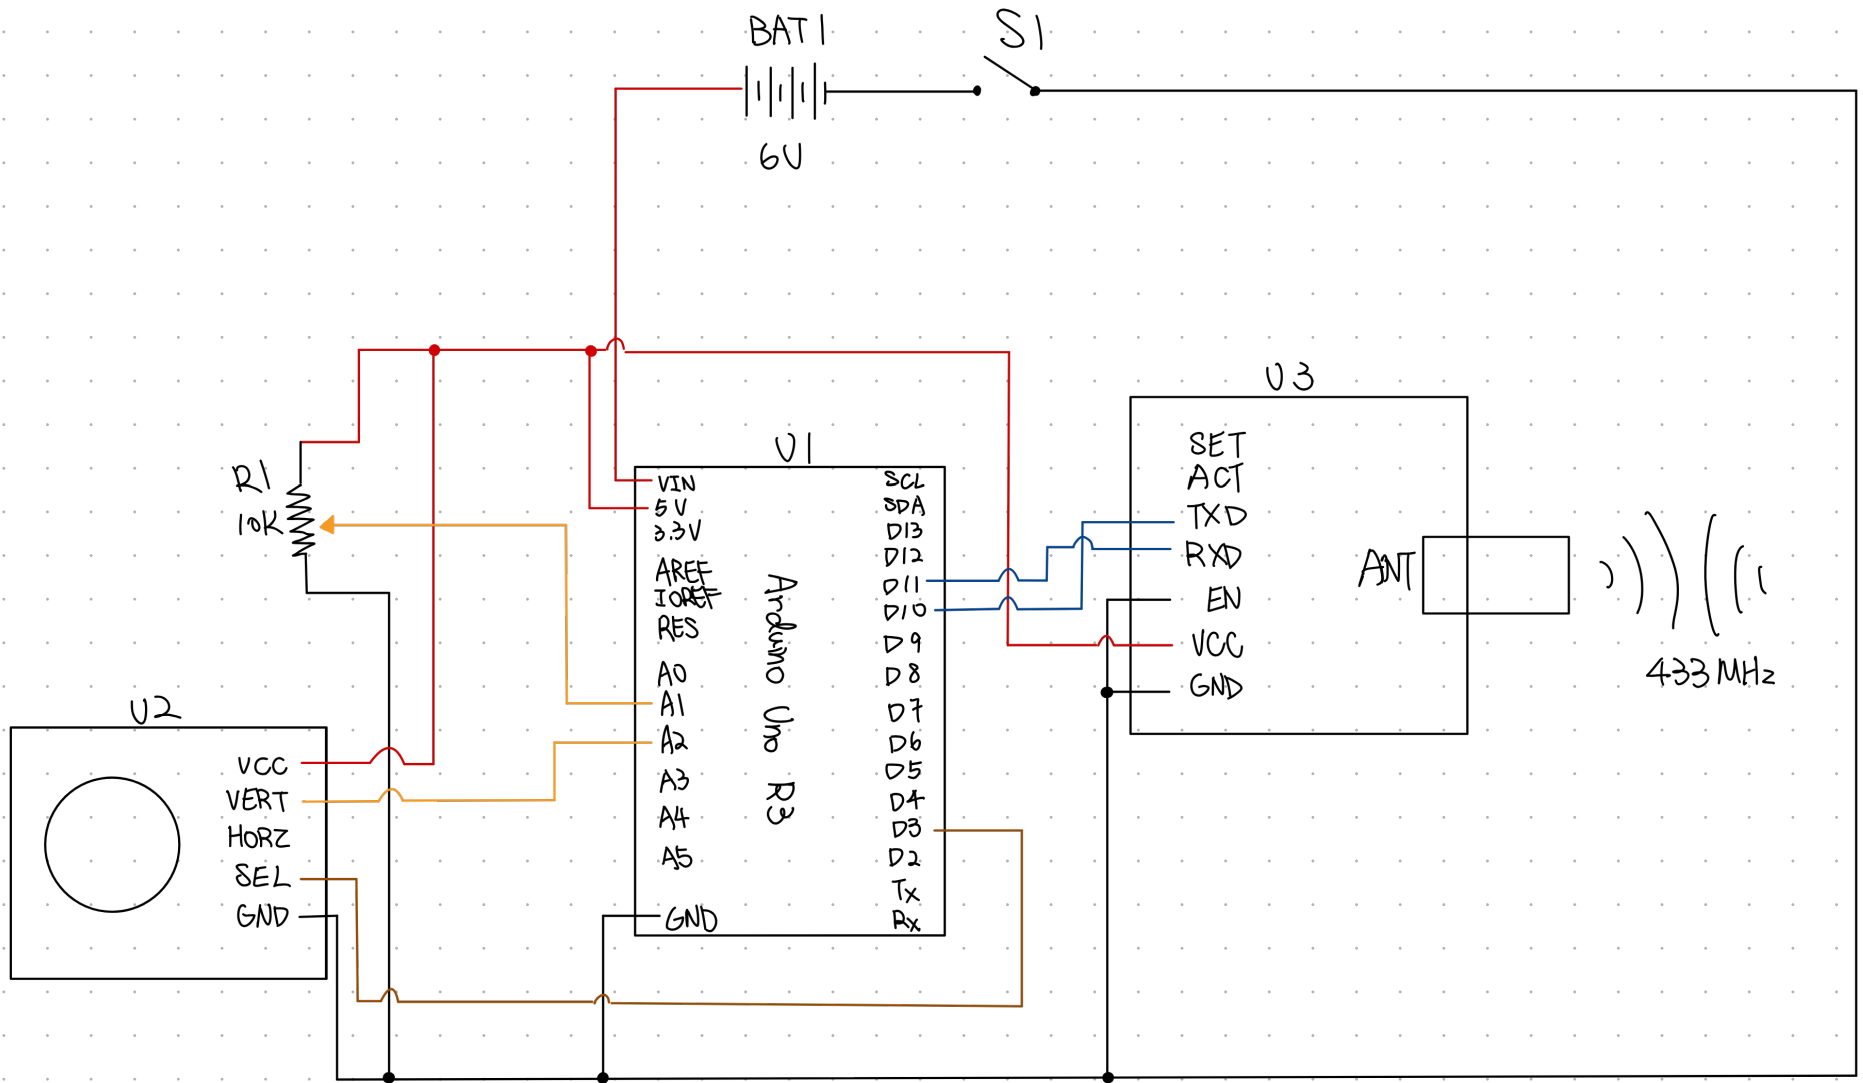 BAT1
S1
6V
U3
U1
R1
10K
VIN
5V
3.3V
AREF
IOREF
RES
A0
A1
A2
A3
A4
A5
GND
Arduino Uno R3
SCL
SDA
D13
D12
D11
D10
D9
D8
D7
D6
D5
D4
D3
D2
Tx
Rx
SET
ACT
TXD
RXD
EN
VCC
GND
ANT
433MHz
U2
VCC
VERT
HORZ
SEL
GND